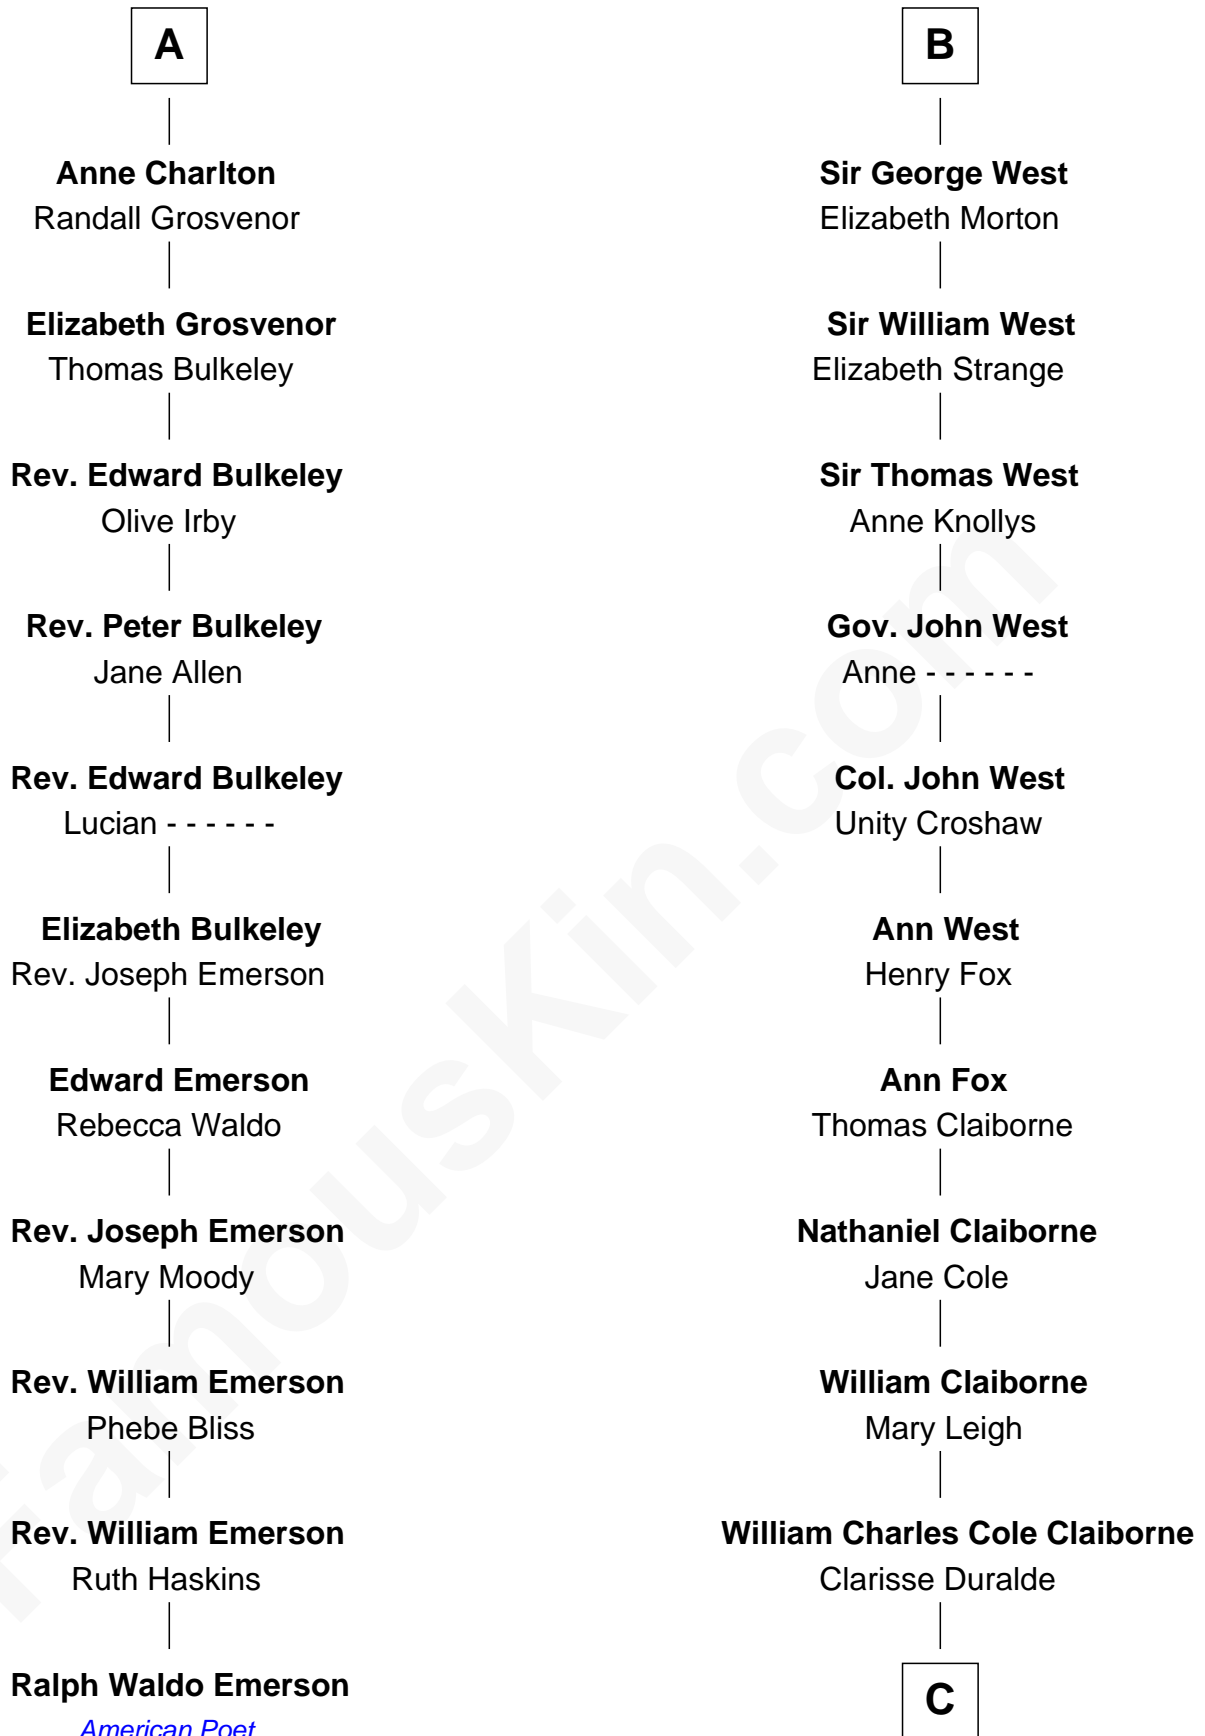 A
Anne Charlton
Randall Grosvenor
Elizabeth Grosvenor
Thomas Bulkeley
Rev. Edward Bulkeley
Olive Irby
Rev. Peter Bulkeley
Jane Allen
Rev. Edward Bulkeley
Lucian - - - - - -
Elizabeth Bulkeley
Rev. Joseph Emerson
Edward Emerson
Rebecca Waldo
Rev. Joseph Emerson
Mary Moody
Rev. William Emerson
Phebe Bliss
Rev. William Emerson
Ruth Haskins
Ralph Waldo Emerson
American Poet
B
Sir George West
Elizabeth Morton
Sir William West
Elizabeth Strange
Sir Thomas West
Anne Knollys
Gov. John West
Anne - - - - - -
Col. John West
Unity Croshaw
Ann West
Henry Fox
Ann Fox
Thomas Claiborne
Nathaniel Claiborne
Jane Cole
William Claiborne
Mary Leigh
William Charles Cole Claiborne
Clarisse Duralde
C
FamousKin.com